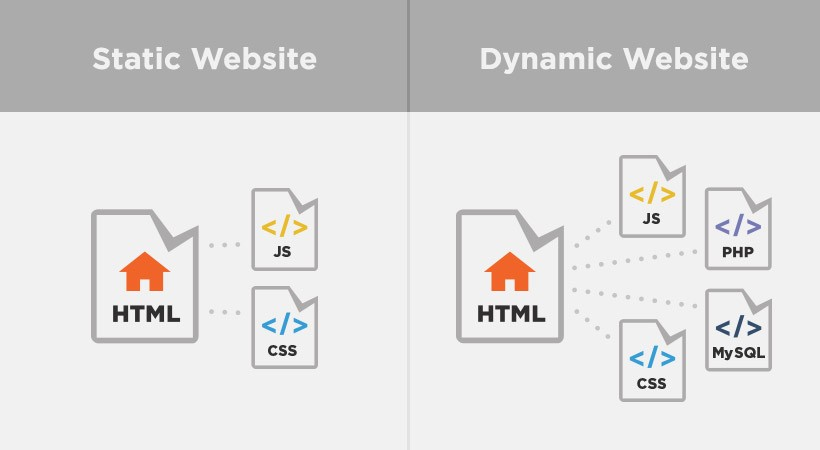 Static Website
Dynamic Website
HTML
</> JS
</> CSS
HTML
</> JS
</> PHP
</> MySQL
</> CSS